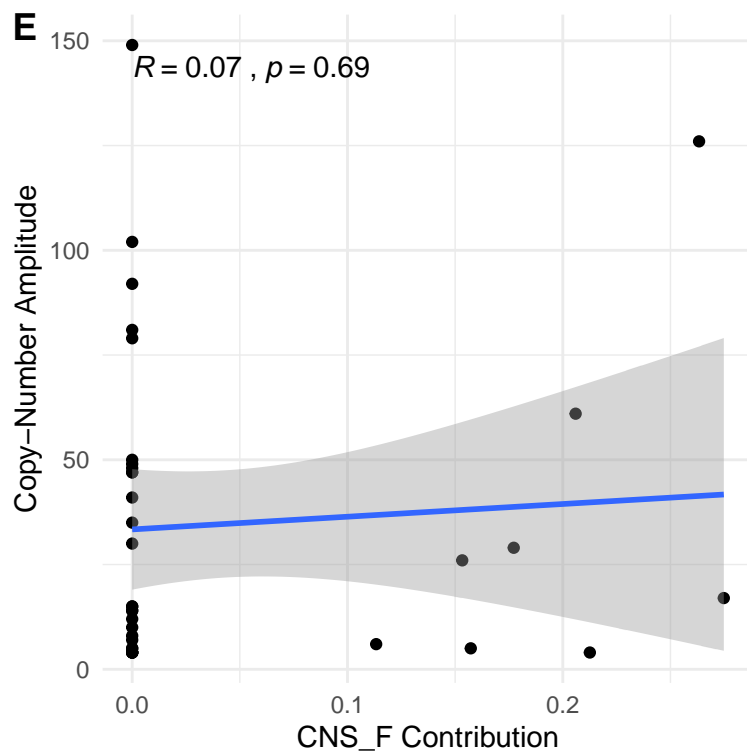 E
R = 0.07 , p = 0.69
Copy−Number Amplitude
150
100
50
0
0.0 0.1 0.2
CNS_F Contribution